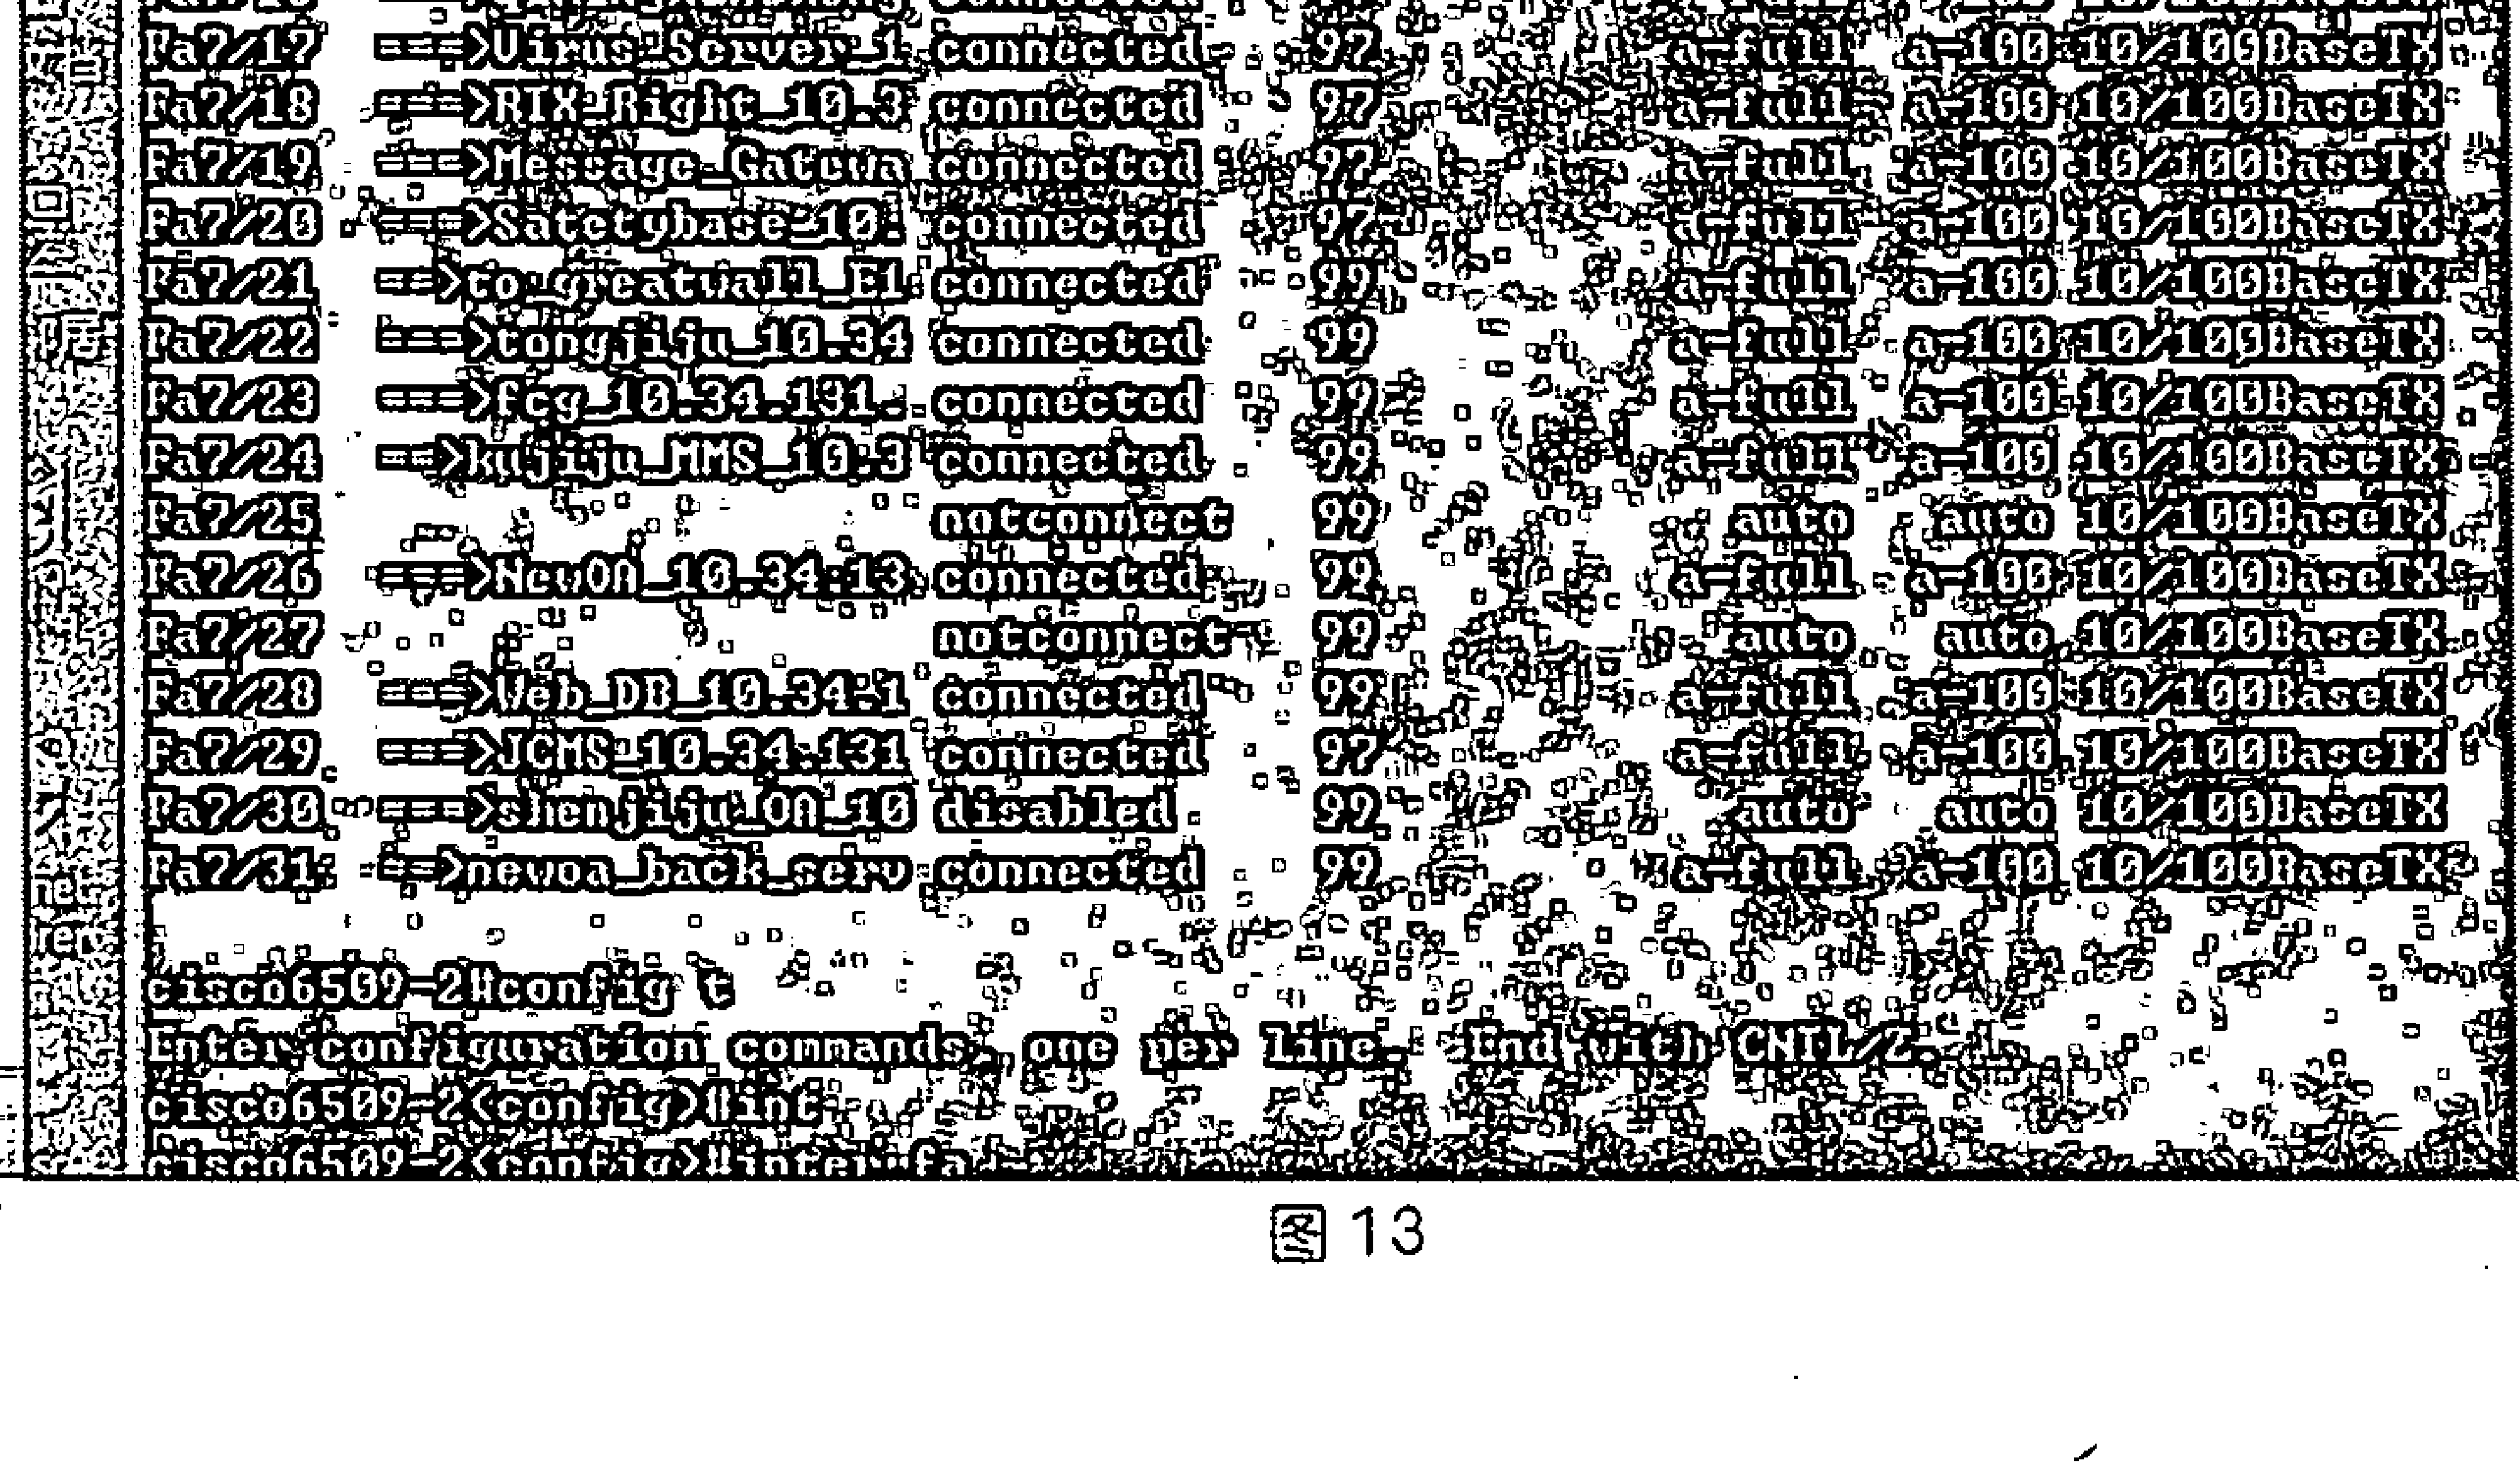 Fa7/17 ===>Virus_Server_1 connected 97 a-full a-100 10/100BaseTX
Fa7/18 ===>RTX_Right_10.3 connected 97 a-full a-100 10/100BaseTX
Fa7/19 ===>Message_Gatewa connected 97 a-full a-100 10/100BaseTX
Fa7/20 ===>Safetybase_10. connected 97 a-full a-100 10/100BaseTX
Fa7/21 ==>to_greatwall_E1 connected 99 a-full a-100 10/100BaseTX
Fa7/22 ===>tongjiju_10.34 connected 99 a-full a-100 10/100BaseTX
Fa7/23 ===>fcg_10.34.131. connected 99 a-full a-100 10/100BaseTX
Fa7/24 ==>kujiju_MMS_10.3 connected 99 a-full a-100 10/100BaseTX
Fa7/25 notconnect 99 auto auto 10/100BaseTX
Fa7/26 ===>NewOA_10.34.13 connected 99 a-full a-100 10/100BaseTX
Fa7/27 notconnect 99 auto auto 10/100BaseTX
Fa7/28 ===>Web_DB_10.34.1 connected 99 a-full a-100 10/100BaseTX
Fa7/29 ===>JCMS_10.34.131 connected 97 a-full a-100 10/100BaseTX
Fa7/30 ===>shenjiju_OA_10 disabled 99 auto auto 10/100BaseTX
Fa7/31 ==>newoa_back_serv connected 99 a-full a-100 10/100BaseTX
cisco6509-2#config t
Enter configuration commands, one per line. End with CNTL/Z.
cisco6509-2(config)#int
cisco6509-2(config)#inter fa
图 13